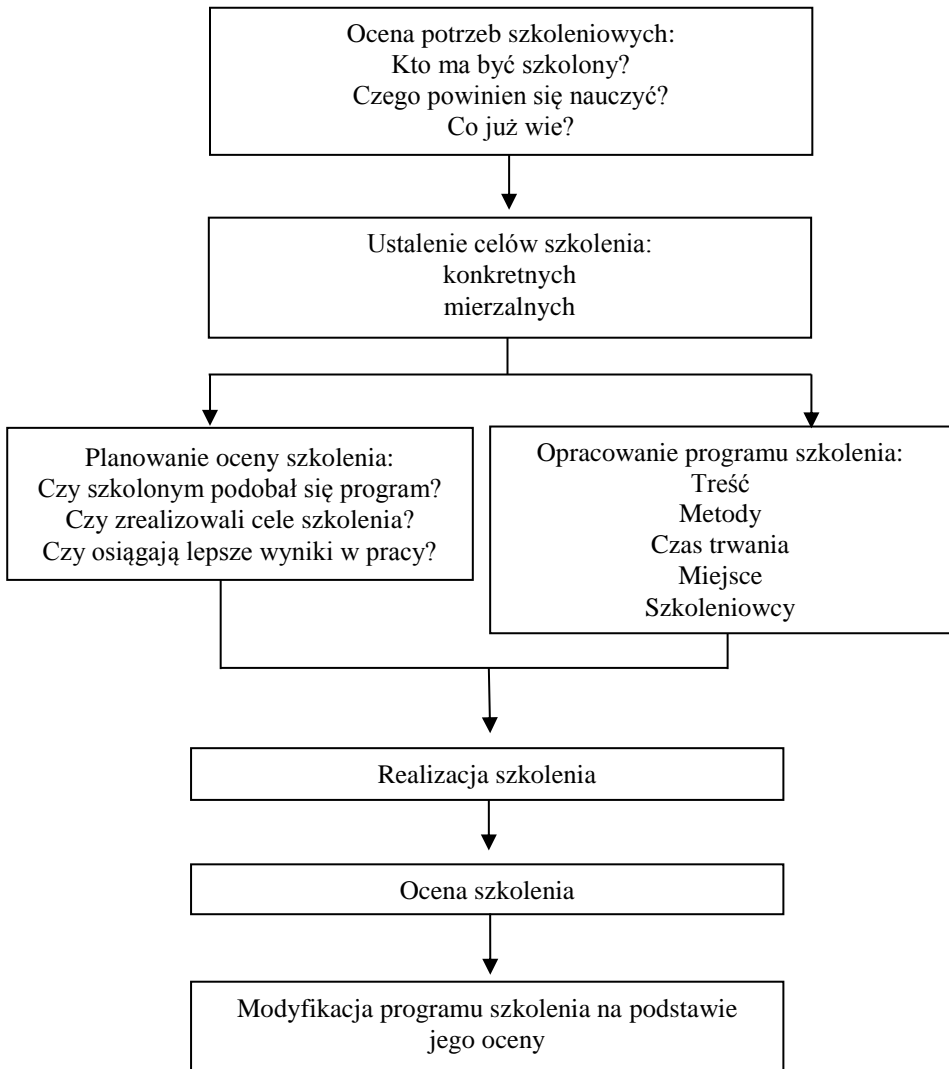 Ocena potrzeb szkoleniowych:
Kto ma być szkolony?
Czego powinien się nauczyć?
Co już wie?
Ustalenie celów szkolenia:
konkretnych
mierzalnych
Planowanie oceny szkolenia:
Czy szkolonym podobał się program?
Czy zrealizowali cele szkolenia?
Czy osiągają lepsze wyniki w pracy?
Opracowanie programu szkolenia:
Treść
Metody
Czas trwania
Miejsce
Szkoleniowcy
Realizacja szkolenia
Ocena szkolenia
Modyfikacja programu szkolenia na podstawie
jego oceny